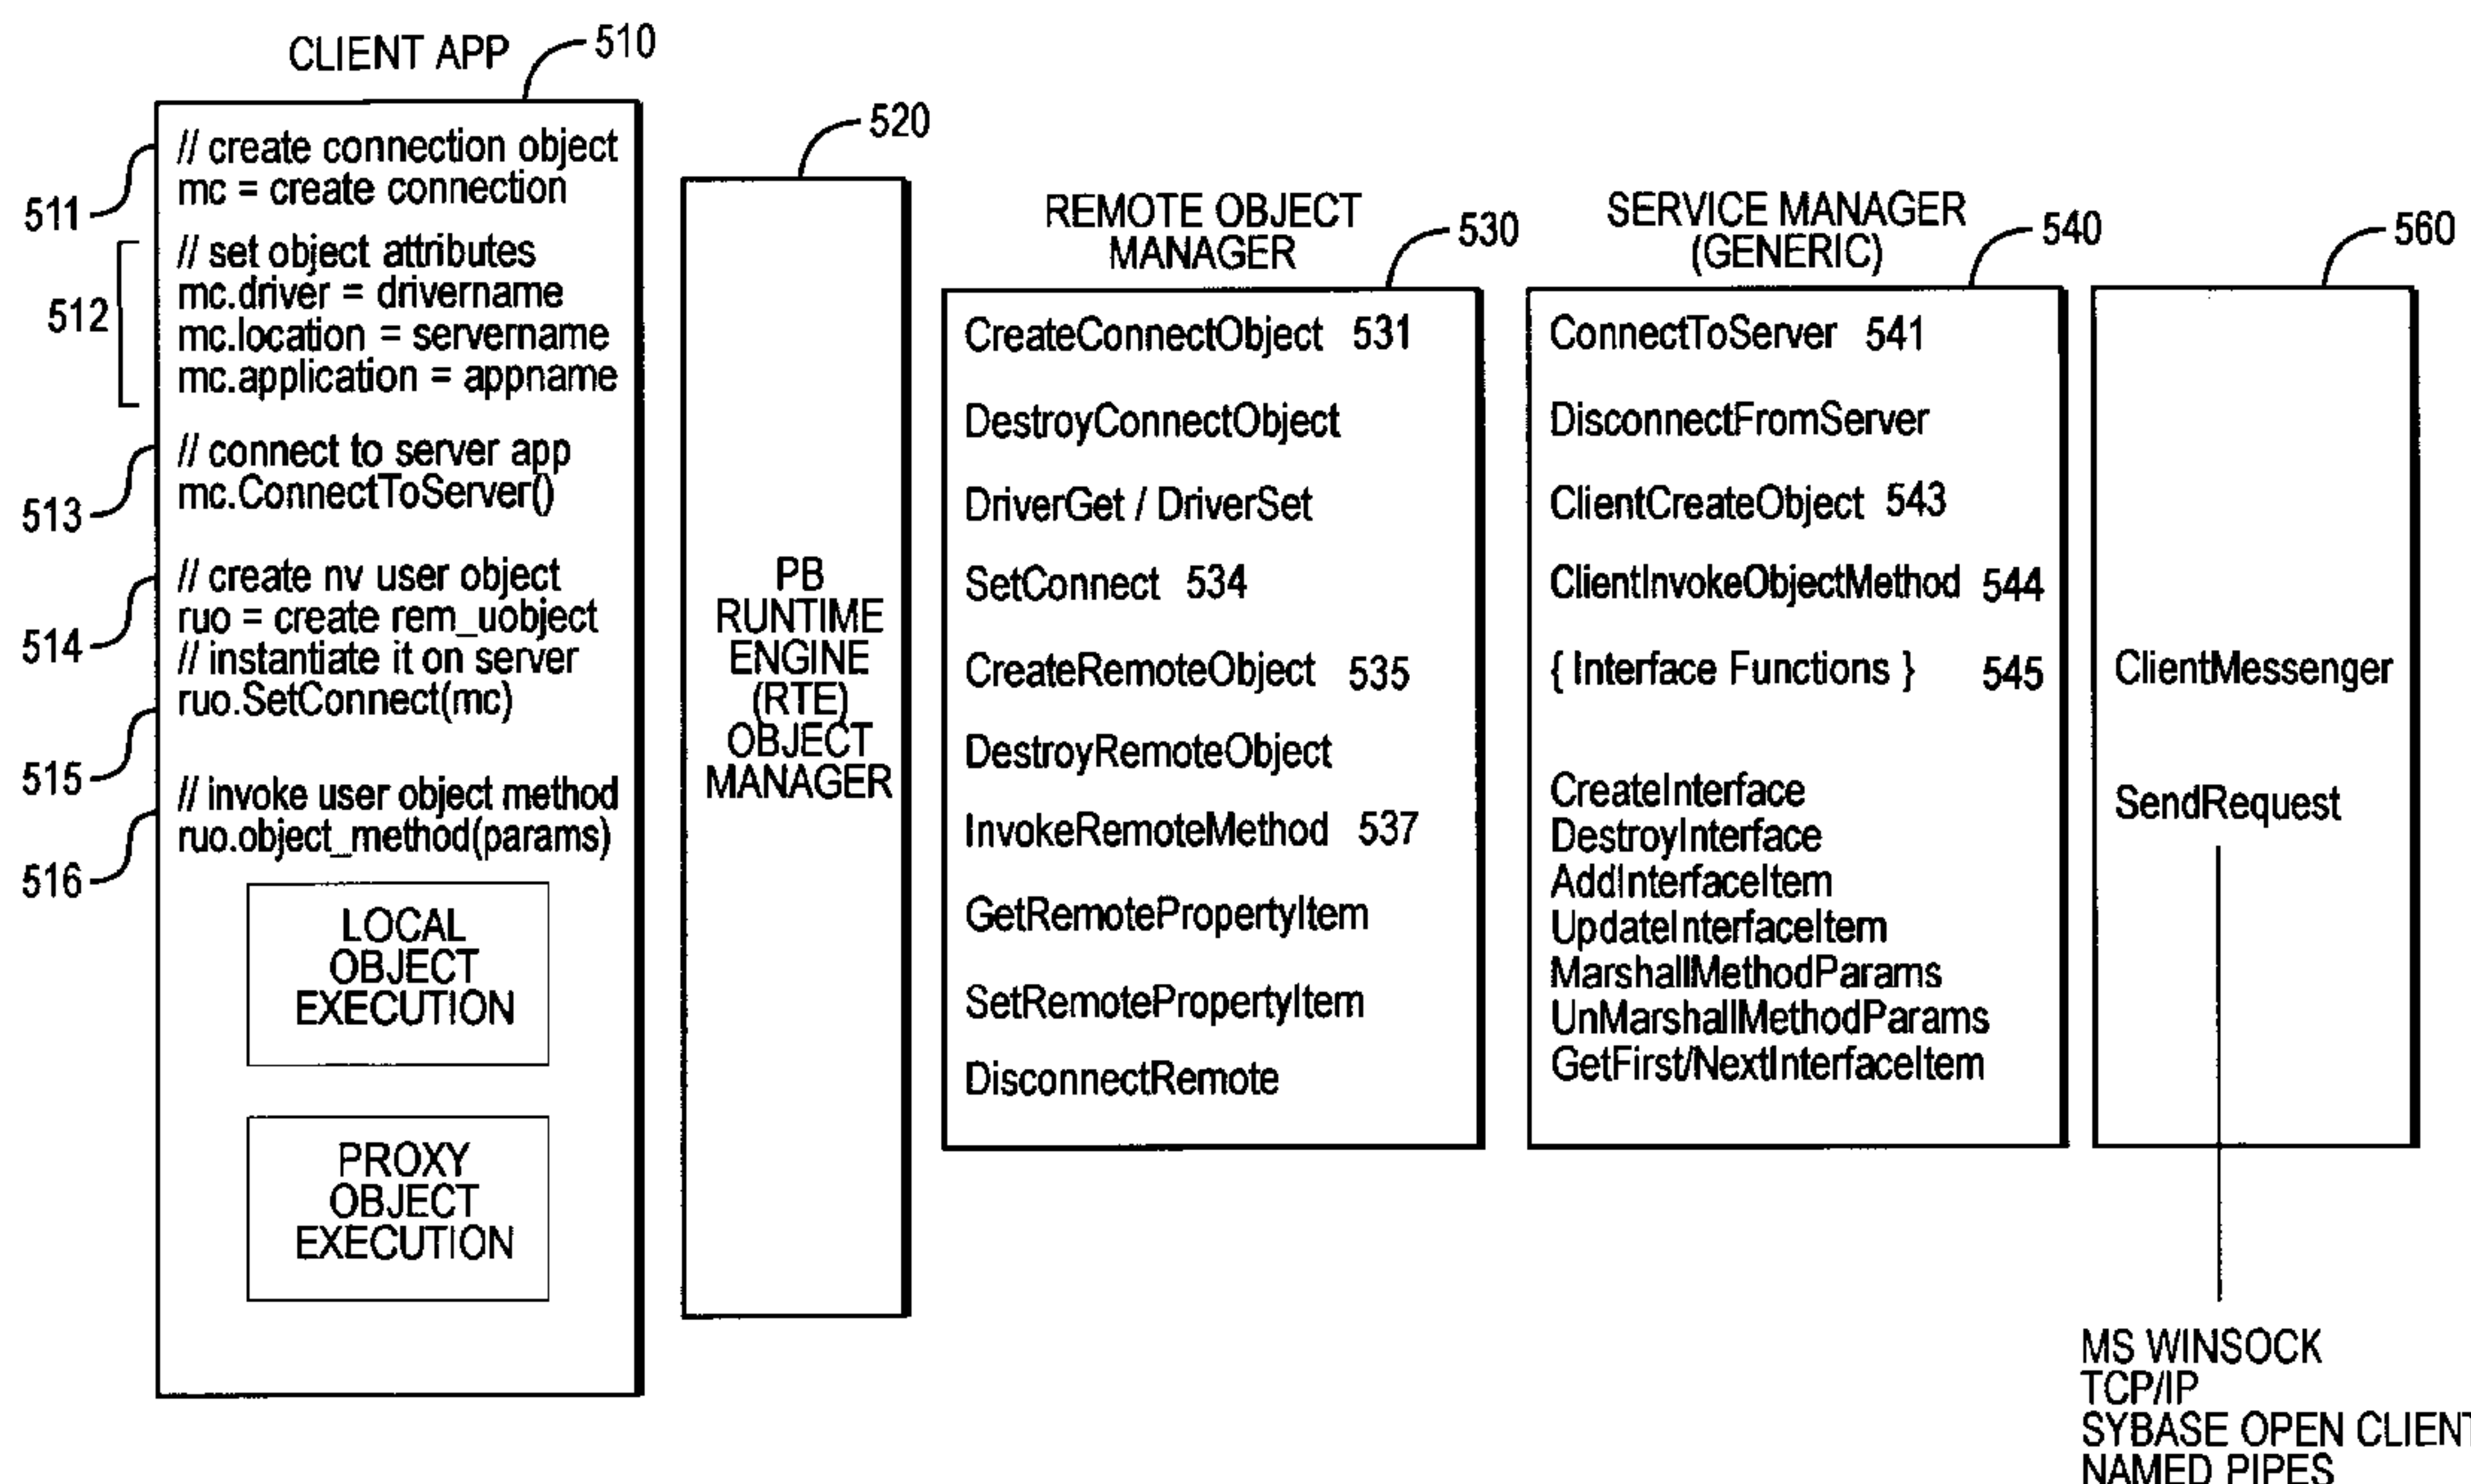 CLIENT APP
510
// create connection object
mc = create connection
511
// set object attributes
mc.driver = drivername
mc.location = servername
mc.application = appname
512
// connect to server app
mc.ConnectToServer()
513
// create nv user object
ruo = create rem_uobject
514
// instantiate it on server
ruo.SetConnect(mc)
515
// invoke user object method
ruo.object_method(params)
516
LOCAL
OBJECT
EXECUTION
PROXY
OBJECT
EXECUTION
520
PB
RUNTIME
ENGINE
(RTE)
OBJECT
MANAGER
REMOTE OBJECT
MANAGER
530
CreateConnectObject 531
DestroyConnectObject
DriverGet / DriverSet
SetConnect 534
CreateRemoteObject 535
DestroyRemoteObject
InvokeRemoteMethod 537
GetRemotePropertyItem
SetRemotePropertyItem
DisconnectRemote
SERVICE MANAGER
(GENERIC)
540
ConnectToServer 541
DisconnectFromServer
ClientCreateObject 543
ClientInvokeObjectMethod 544
{ Interface Functions } 545
CreateInterface
DestroyInterface
AddInterfaceItem
UpdateInterfaceItem
MarshallMethodParams
UnMarshallMethodParams
GetFirst/NextInterfaceItem
560
ClientMessenger
SendRequest
MS WINSOCK
TCP/IP
SYBASE OPEN CLIENT
NAMED PIPES